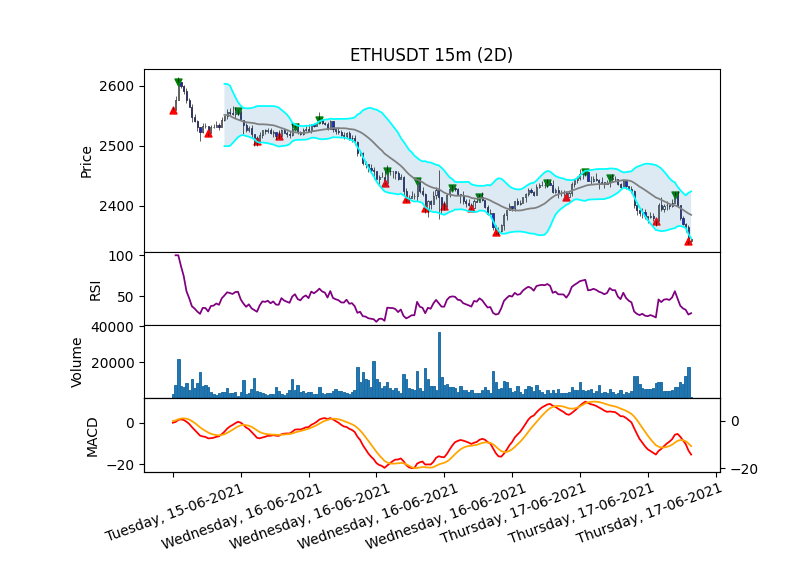 ETHUSDT 15m (2D)
Price
2600
2500
2400
RSI
100
50
Volume
40000
20000
MACD
0
−20
0
−20
Tuesday, 15-06-2021
Wednesday, 16-06-2021
Wednesday, 16-06-2021
Wednesday, 16-06-2021
Wednesday, 16-06-2021
Thursday, 17-06-2021
Thursday, 17-06-2021
Thursday, 17-06-2021